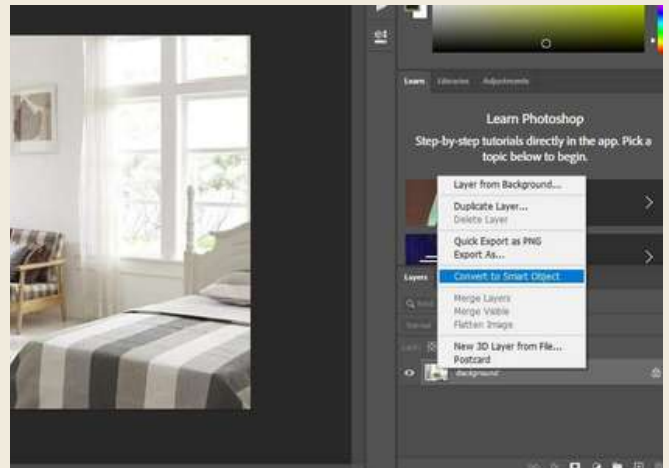 Learn Libraries Adjustments
Learn Photoshop
Step-by-step tutorials directly in the app. Pick a
topic below to begin.
Layer from Background...
Duplicate Layer...
Delete Layer
Quick Export as PNG
Export As...
Layers
Convert to Smart Object
Merge Layers
Merge Visible
Flatten Image
New 3D Layer from File...
Postcard
Background